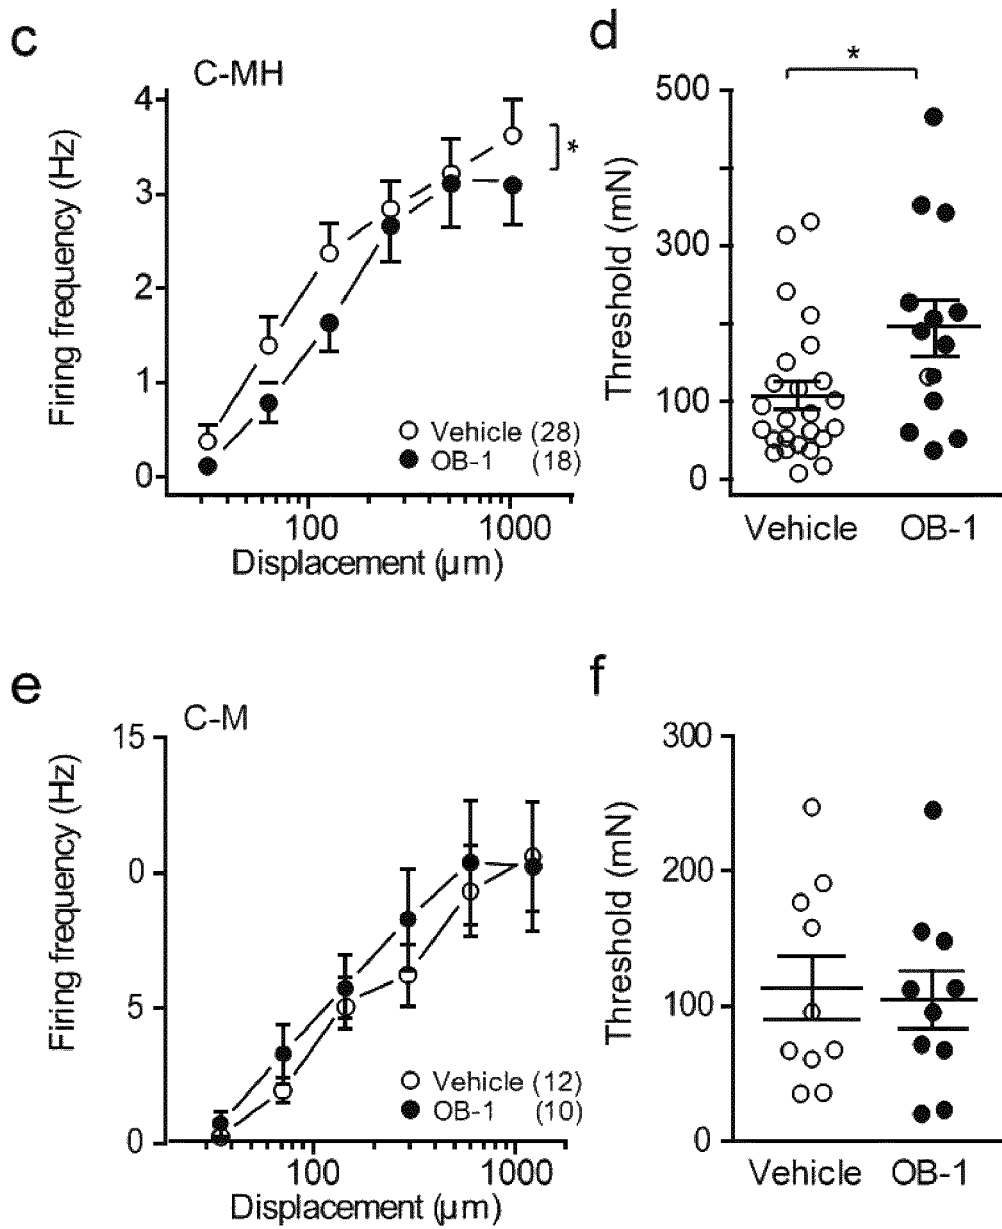 c
C-MH
Firing frequency (Hz)
4
3
2
1
0
*
Vehicle (28)
OB-1 (18)
100
1000
Displacement (µm)
d
*
Threshold (mN)
500
300
100
0
Vehicle
OB-1
e
C-M
Firing frequency (Hz)
15
0
5
0
Vehicle (12)
OB-1 (10)
100
1000
Displacement (µm)
f
Threshold (mN)
300
200
100
0
Vehicle
OB-1